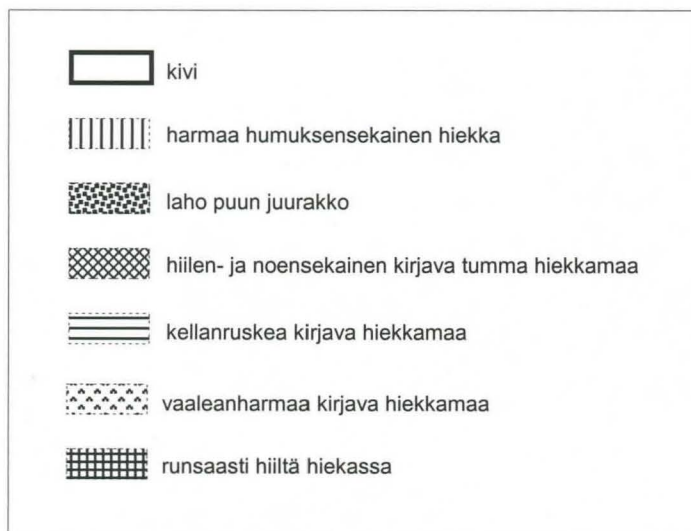 kivi
harmaa humuksensekainen hiekka
laho puun juurakko
hiilen- ja noensekainen kirjava tumma hiekkamaa
kellanruskea kirjava hiekkamaa
vaaleanharmaa kirjava hiekkamaa
runsaasti hiiltä hiekassa